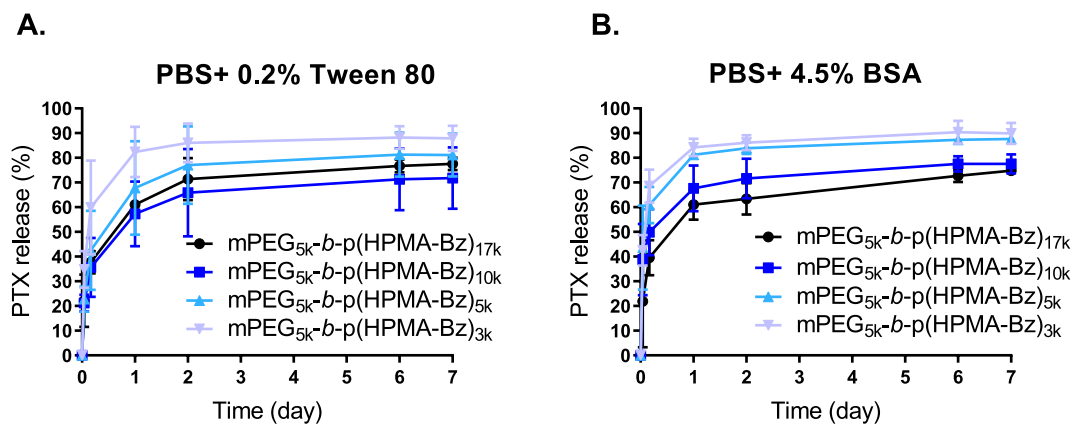 A.
PBS+ 0.2% Tween 80
PTX release (%)
100
90
80
70
60
50
40
30
20
10
0
mPEG5k-b-p(HPMA-Bz)17k
mPEG5k-b-p(HPMA-Bz)10k
mPEG5k-b-p(HPMA-Bz)5k
mPEG5k-b-p(HPMA-Bz)3k
0 1 2 3 4 5 6 7
Time (day)
B.
PBS+ 4.5% BSA
PTX release (%)
100
90
80
70
60
50
40
30
20
10
0
mPEG5k-b-p(HPMA-Bz)17k
mPEG5k-b-p(HPMA-Bz)10k
mPEG5k-b-p(HPMA-Bz)5k
mPEG5k-b-p(HPMA-Bz)3k
0 1 2 3 4 5 6 7
Time (day)